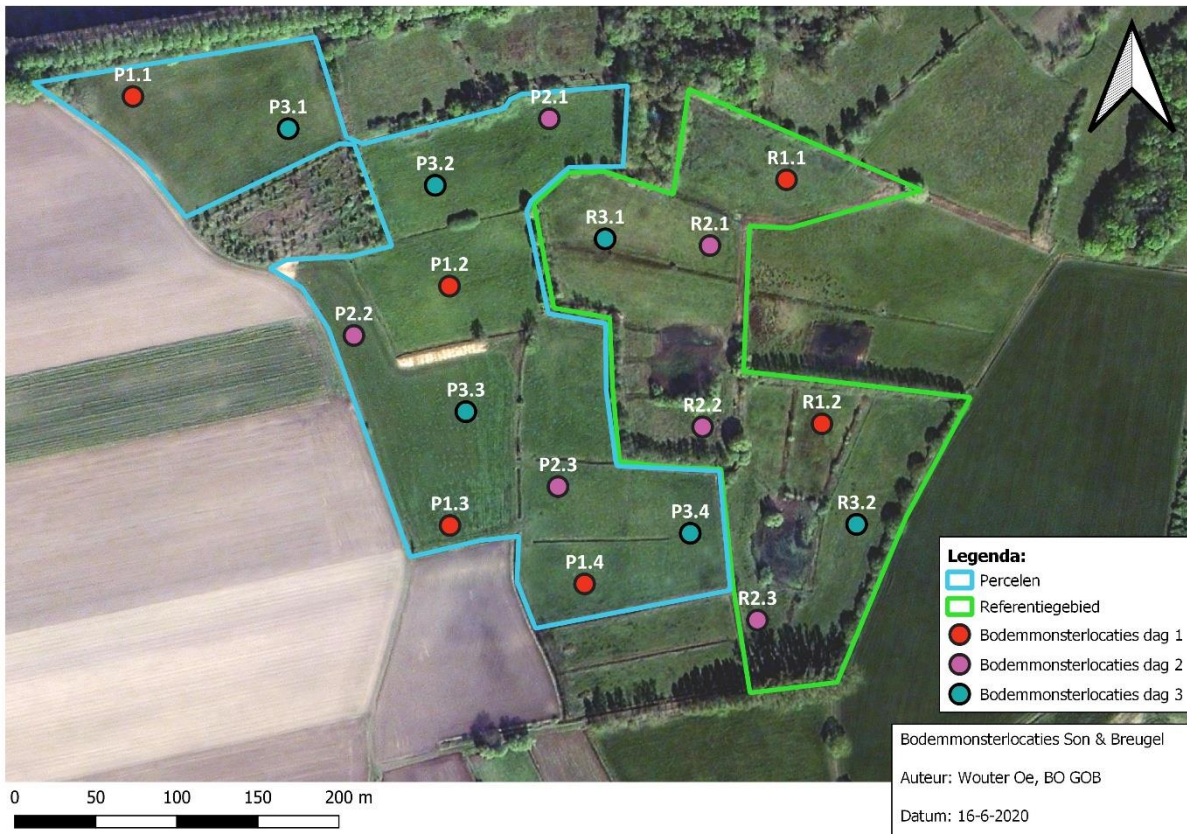 P1.1
P3.1
P2.1
P3.2
R1.1
R3.1
R2.1
P1.2
P2.2
P3.3
R1.2
R2.2
P2.3
P1.3
P3.4
R3.2
P1.4
R2.3
Legenda:
Percelen
Referentiegebied
Bodemmonsterlocaties dag 1
Bodemmonsterlocaties dag 2
Bodemmonsterlocaties dag 3
Bodemmonsterlocaties Son & Breugel
Auteur: Wouter Oe, BO GOB
Datum: 16-6-2020
0 50 100 150 200 m